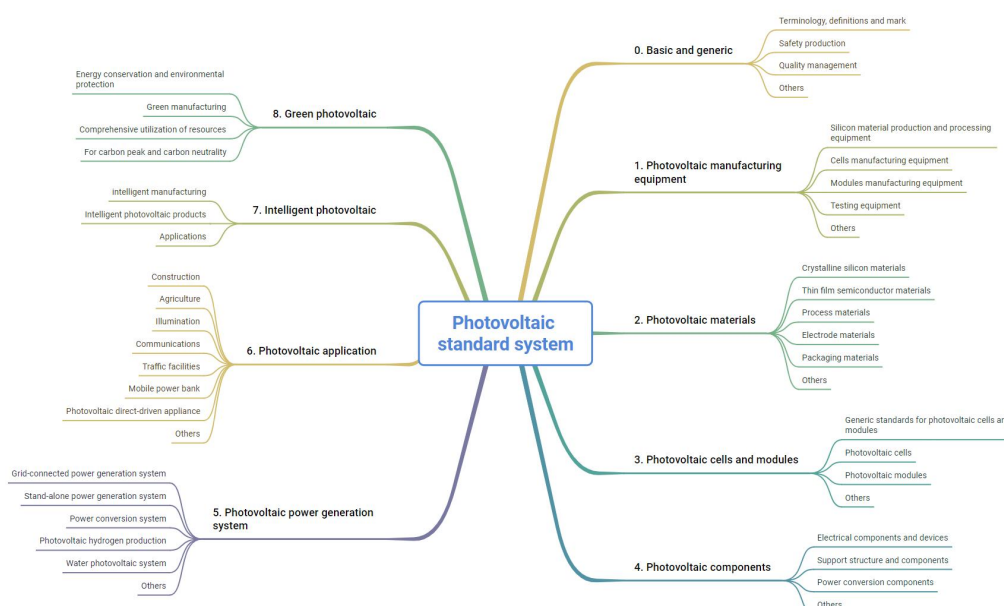 Photovoltaic
standard system
0. Basic and generic
Terminology, definitions and mark
Safety production
Quality management
Others
1. Photovoltaic manufacturing
equipment
Silicon material production and processing
equipment
Cells manufacturing equipment
Modules manufacturing equipment
Testing equipment
Others
2. Photovoltaic materials
Crystalline silicon materials
Thin film semiconductor materials
Process materials
Electrode materials
Packaging materials
Others
3. Photovoltaic cells and modules
Generic standards for photovoltaic cells
modules
Photovoltaic cells
Photovoltaic modules
Others
4. Photovoltaic components
Electrical components and devices
Support structure and components
Power conversion components
Others
5. Photovoltaic power generation
system
Grid-connected power generation system
Stand-alone power generation system
Power conversion system
Photovoltaic hydrogen production
Water photovoltaic system
Others
6. Photovoltaic application
Construction
Agriculture
Illumination
Communications
Traffic facilities
Mobile power bank
Photovoltaic direct-driven appliance
Others
7. Intelligent photovoltaic
intelligent manufacturing
Intelligent photovoltaic products
Applications
8. Green photovoltaic
Energy conservation and environmental
protection
Green manufacturing
Comprehensive utilization of resources
For carbon peak and carbon neutrality